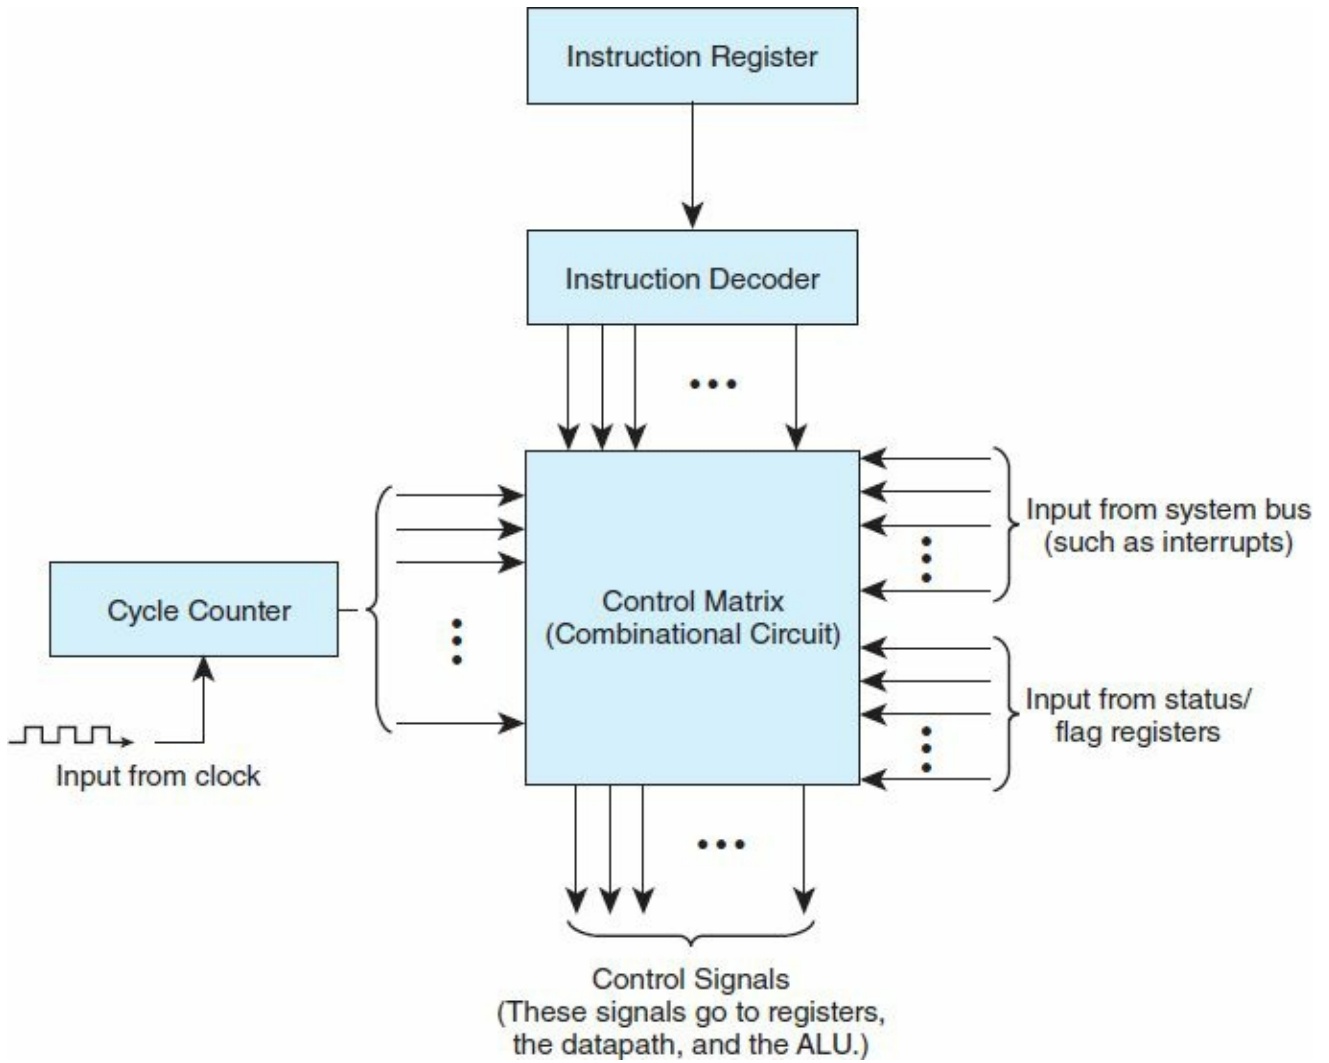 Instruction Register
Instruction Decoder
Input from system bus
(such as interrupts)
Cycle Counter
Control Matrix
(Combinational Circuit)
Input from status/
flag registers
Input from clock
Control Signals
(These signals go to registers,
the datapath, and the ALU.)